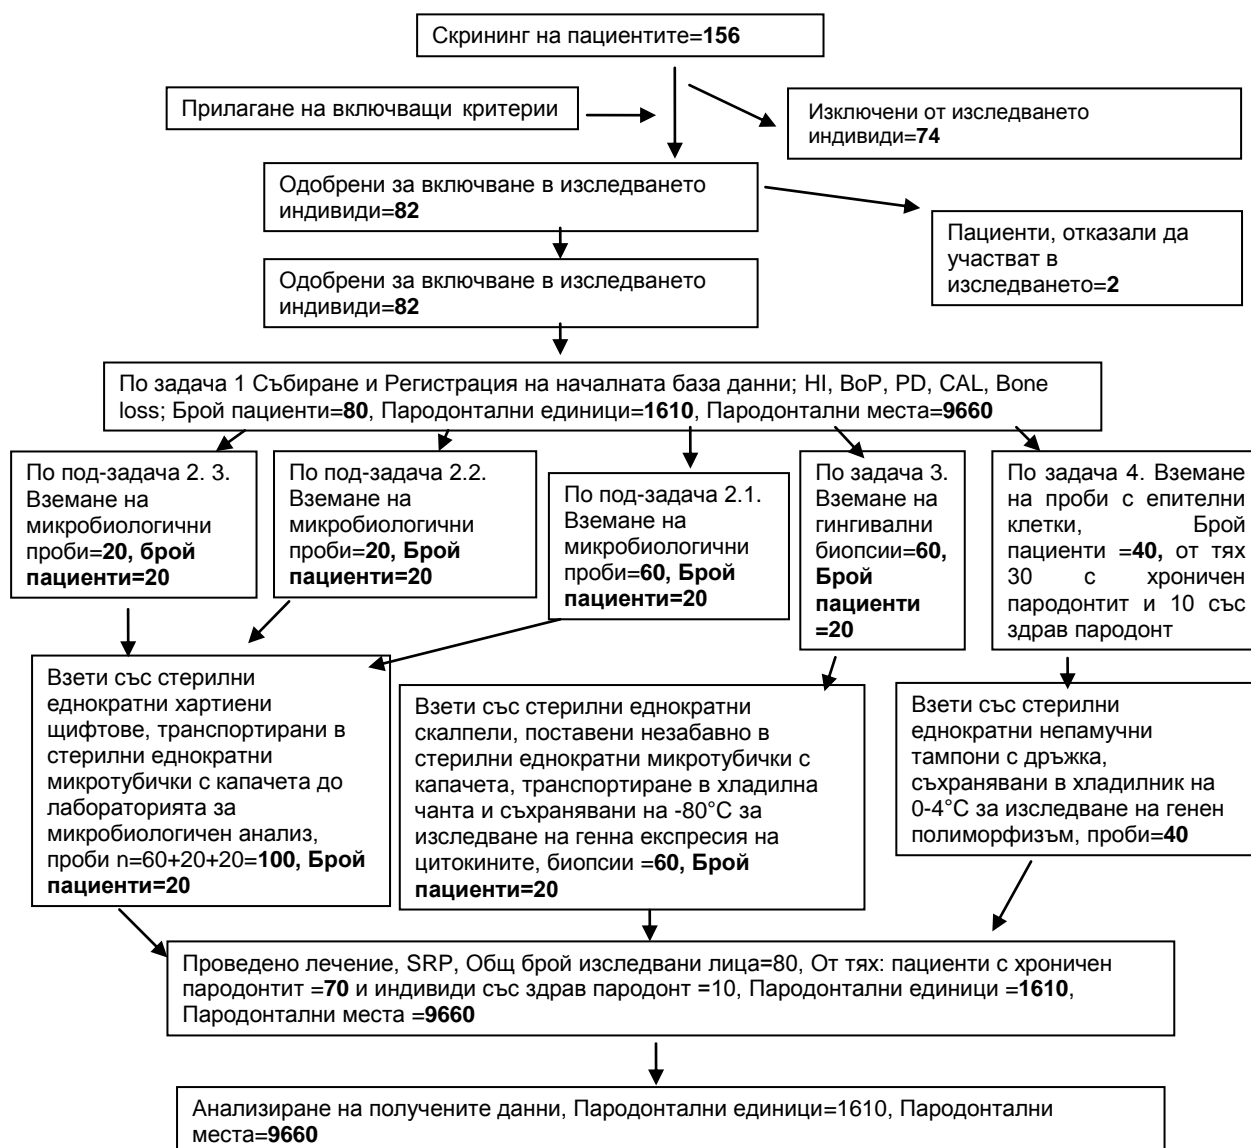 Скрининг на пациентите=156
Прилагане на включващи критерии
Изключени от изследването
индивиди=74
Одобрени за включване в изследването
индивиди=82
Пациенти, отказали да
участват в
изследването=2
Одобрени за включване в изследването
индивиди=82
По задача 1 Събиране и Регистрация на началната база данни; HI, BoP, PD, CAL, Bone
loss; Брой пациенти=80, Пародонтални единици=1610, Пародонтални места=9660
По под-задача 2. 3.
Вземане на
микробиологични
проби=20, брой
пациенти=20
По под-задача 2.2.
Вземане на
микробиологични
проби=20, Брой
пациенти=20
По под-задача 2.1.
Вземане на
микробиологични
проби=60, Брой
пациенти=20
По задача 3.
Вземане на
гингивални
биопсии=60,
Брой
пациенти
=20
По задача 4. Вземане
на проби с епителни
клетки, Брой
пациенти =40, от тях
30 с хроничен
пародонтит и 10 със
здрав пародонт
Взети със стерилни
еднократни хартиени
щифтове, транспортирани в
стерилни еднократни
микротубички с капачета до
лабораторията за
микробиологичен анализ,
проби n=60+20+20=100, Брой
пациенти=20
Взети със стерилни еднократни
скалпели, поставени незабавно в
стерилни еднократни микротубички с
капачета, транспортиране в хладилна
чанта и съхранявани на -80°C за
изследване на генна експресия на
цитокините, биопсии =60, Брой
пациенти=20
Взети със стерилни
еднократни непамучни
тампони с дръжка,
съхранявани в хладилник на
0-4°C за изследване на генен
полиморфизъм, проби=40
Проведено лечение, SRP, Общ брой изследвани лица=80, От тях: пациенти с хроничен
пародонтит =70 и индивиди със здрав пародонт =10, Пародонтални единици =1610,
Пародонтални места =9660
Анализиране на получените данни, Пародонтални единици=1610, Пародонтални
места=9660